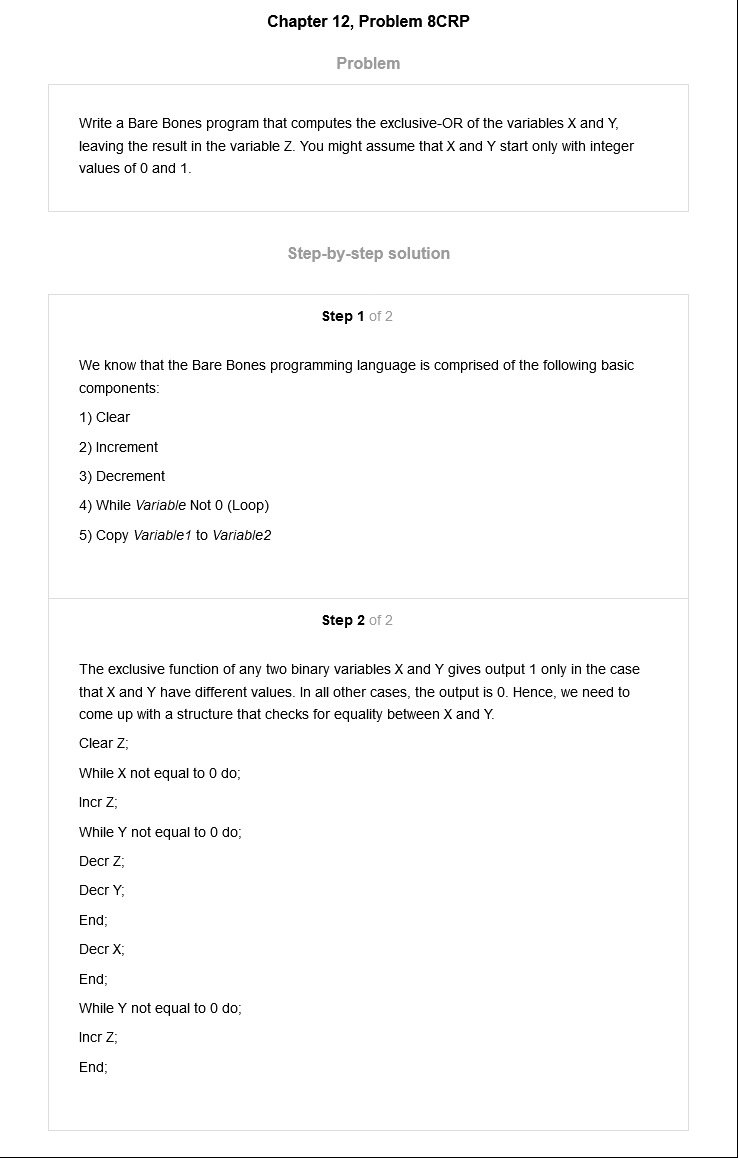 Chapter 12, Problem 8CRP
Problem
Write a Bare Bones program that computes the exclusive-OR of the variables X and Y,
leaving the result in the variable Z. You might assume that X and Y start only with integer
values of 0 and 1.
Step-by-step solution
Step 1 of 2
We know that the Bare Bones programming language is comprised of the following basic
components:
1) Clear
2) Increment
3) Decrement
4) While Variable Not 0 (Loop)
5) Copy Variable1 to Variable2
Step 2 of 2
The exclusive function of any two binary variables X and Y gives output 1 only in the case
that X and Y have different values. In all other cases, the output is 0. Hence, we need to
come up with a structure that checks for equality between X and Y.
Clear Z;
While X not equal to 0 do;
Incr Z;
While Y not equal to 0 do;
Decr Z;
Decr Y;
End;
Decr X;
End;
While Y not equal to 0 do;
Incr Z;
End;